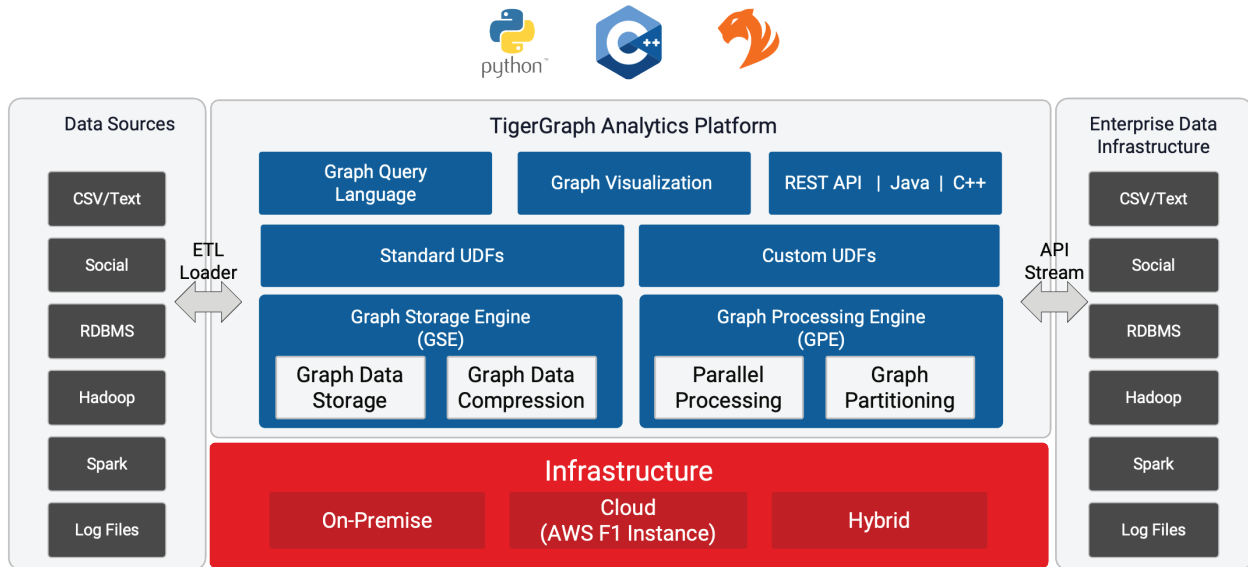 python™
C++
Data Sources
CSV/Text
Social
RDBMS
Hadoop
Spark
Log Files
ETL
Loader
TigerGraph Analytics Platform
Graph Query
Language
Graph Visualization
REST API | Java | C++
Standard UDFs
Custom UDFs
Graph Storage Engine
(GSE)
Graph Data
Storage
Graph Data
Compression
Graph Processing Engine
(GPE)
Parallel
Processing
Graph
Partitioning
Infrastructure
On-Premise
Cloud
(AWS F1 Instance)
Hybrid
API
Stream
Enterprise Data
Infrastructure
CSV/Text
Social
RDBMS
Hadoop
Spark
Log Files